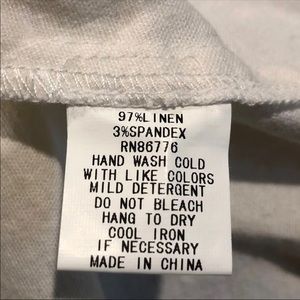 97%LINEN
3%SPANDEX
RN86776
HAND WASH COLD
WITH LIKE COLORS
MILD DETERGENT
DO NOT BLEACH
HANG TO DRY
COOL IRON
IF NECESSARY
MADE IN CHINA